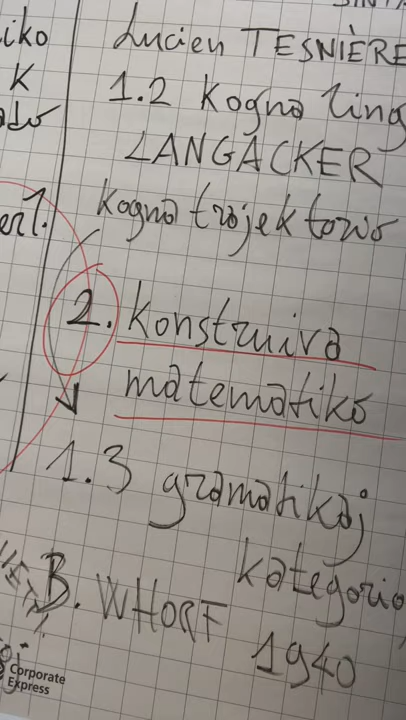 Lucien TESNIÈRE
1.2 kogna ling
LANGACKER
kogna trajektorio
2. konstruiva
matematiko
1.3 gramatikaj
kategorio
B. WHORF
1940
Corporate
Express